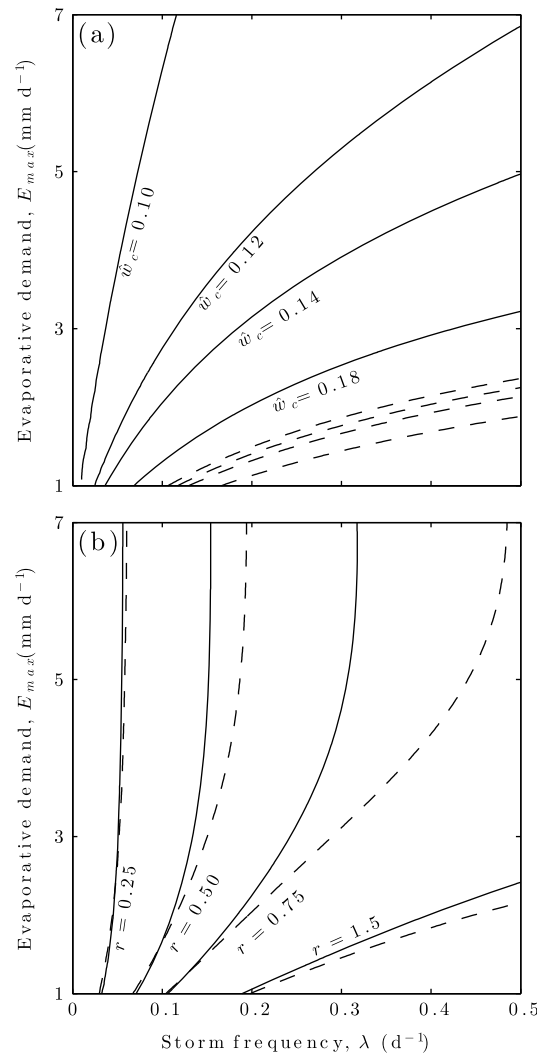 (a)
7
5
3
1
Evaporative demand, E_max (mm d⁻¹)
ŵ_c = 0.10
ŵ_c = 0.12
ŵ_c = 0.14
ŵ_c = 0.18
(b)
7
5
3
1
Evaporative demand, E_max (mm d⁻¹)
r = 0.25
r = 0.50
r = 0.75
r = 1.5
0 0.1 0.2 0.3 0.4 0.5
Storm frequency, λ (d⁻¹)